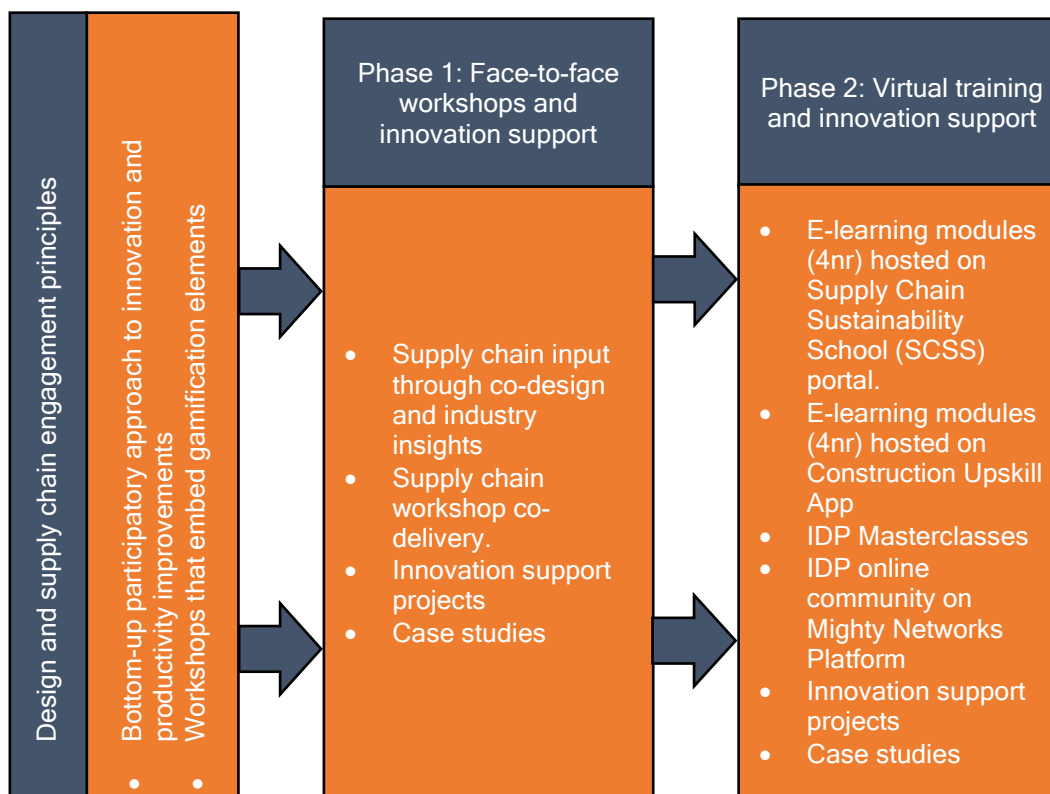 Design and supply chain engagement principles
• Bottom-up participatory approach to innovation and
productivity improvements
• Workshops that embed gamification elements
Phase 1: Face-to-face
workshops and
innovation support
• Supply chain input
through co-design
and industry
insights
• Supply chain
workshop co-
delivery.
• Innovation support
projects
• Case studies
Phase 2: Virtual training
and innovation support
• E-learning modules
(4nr) hosted on
Supply Chain
Sustainability
School (SCSS)
portal.
• E-learning modules
(4nr) hosted on
Construction Upskill
App
• IDP Masterclasses
• IDP online
community on
Mighty Networks
Platform
• Innovation support
projects
• Case studies